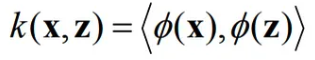 k(x, z) = ⟨ϕ(x), ϕ(z)⟩